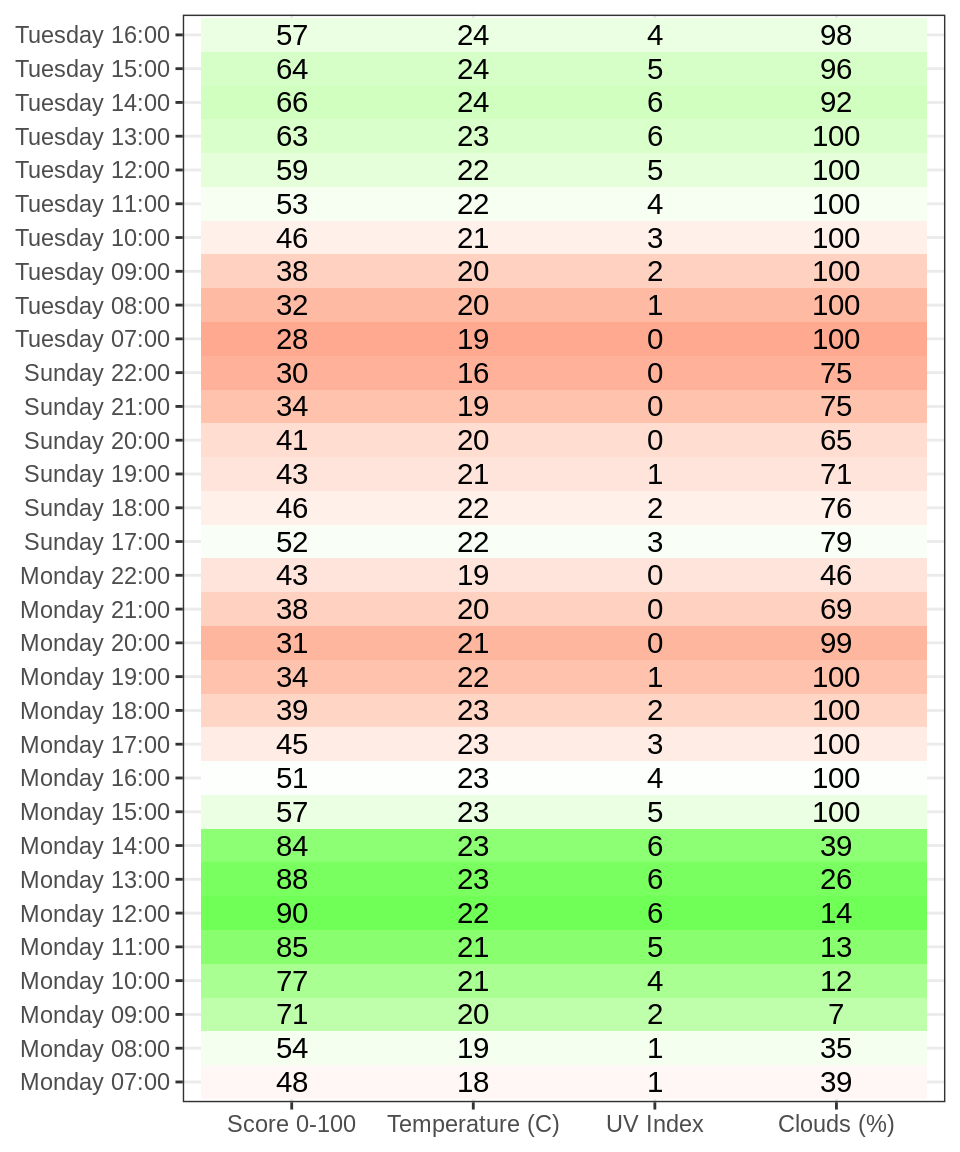 Tuesday 16:00 57 24 4 98
Tuesday 15:00 64 24 5 96
Tuesday 14:00 66 24 6 92
Tuesday 13:00 63 23 6 100
Tuesday 12:00 59 22 5 100
Tuesday 11:00 53 22 4 100
Tuesday 10:00 46 21 3 100
Tuesday 09:00 38 20 2 100
Tuesday 08:00 32 20 1 100
Tuesday 07:00 28 19 0 100
Sunday 22:00 30 16 0 75
Sunday 21:00 34 19 0 75
Sunday 20:00 41 20 0 65
Sunday 19:00 43 21 1 71
Sunday 18:00 46 22 2 76
Sunday 17:00 52 22 3 79
Monday 22:00 43 19 0 46
Monday 21:00 38 20 0 69
Monday 20:00 31 21 0 99
Monday 19:00 34 22 1 100
Monday 18:00 39 23 2 100
Monday 17:00 45 23 3 100
Monday 16:00 51 23 4 100
Monday 15:00 57 23 5 100
Monday 14:00 84 23 6 39
Monday 13:00 88 23 6 26
Monday 12:00 90 22 6 14
Monday 11:00 85 21 5 13
Monday 10:00 77 21 4 12
Monday 09:00 71 20 2 7
Monday 08:00 54 19 1 35
Monday 07:00 48 18 1 39
Score 0-100 Temperature (C) UV Index Clouds (%)